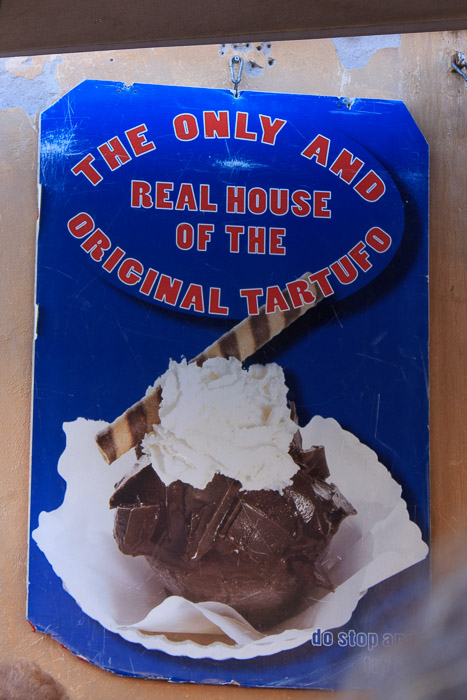 THE ONLY AND
REAL HOUSE
OF THE
ORIGINAL TARTUFO
do stop